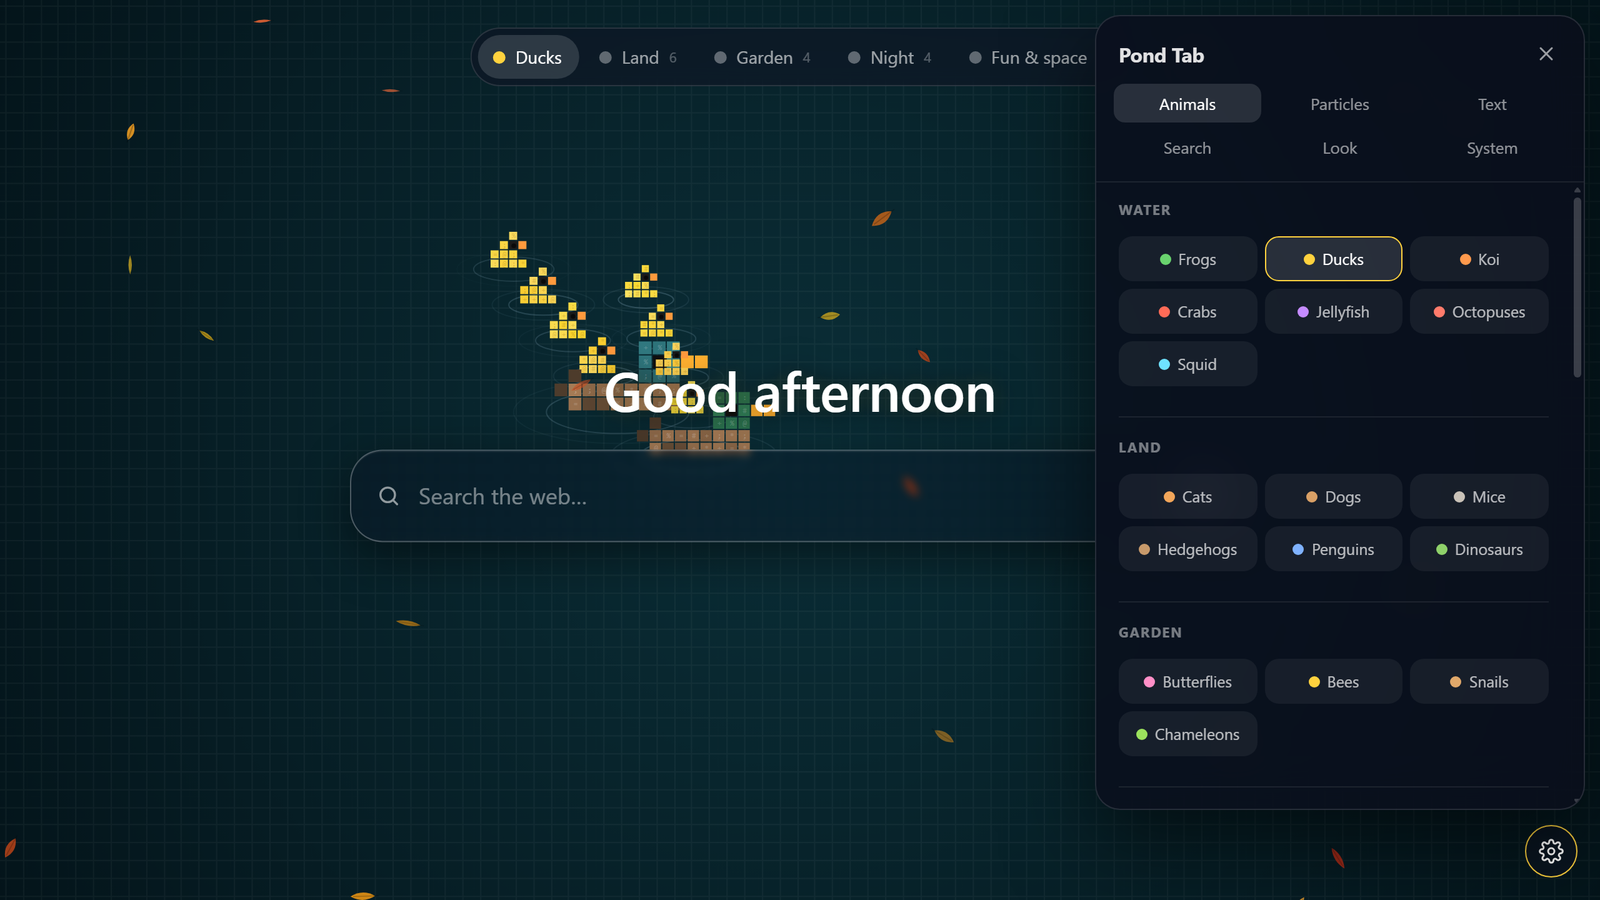 Ducks Land 6 Garden 4 Night 4 Fun & space
Pond Tab
Animals Particles Text
Search Look System
WATER
Frogs Ducks Koi
Crabs Jellyfish Octopuses
Squid
Good afternoon
Search the web...
LAND
Cats Dogs Mice
Hedgehogs Penguins Dinosaurs
GARDEN
Butterflies Bees Snails
Chameleons